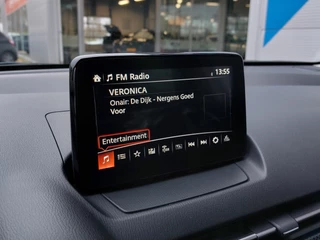 FM Radio
13:55
VERONICA
Onair: De Dijk - Nergens Goed
Voor
Entertainment